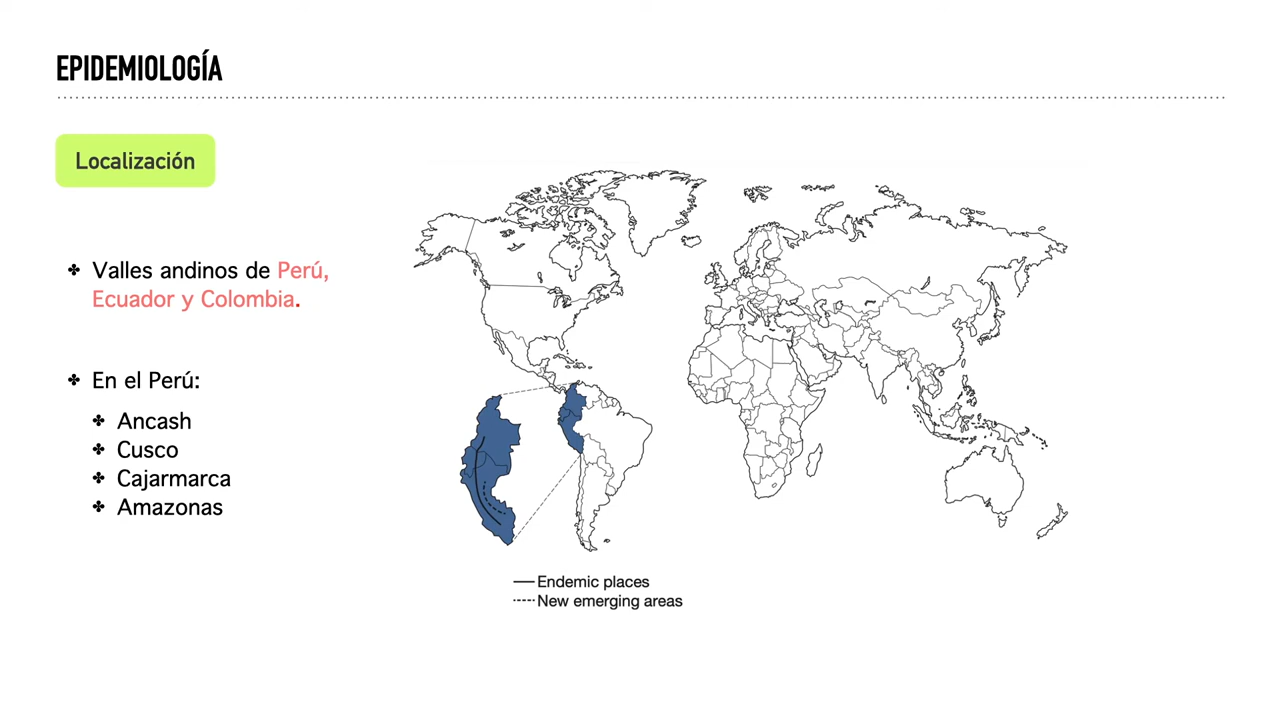 EPIDEMIOLOGÍA
Localización
Valles andinos de Perú,
Ecuador y Colombia.
En el Perú:
Ancash
Cusco
Cajarmarca
Amazonas
Endemic places
New emerging areas